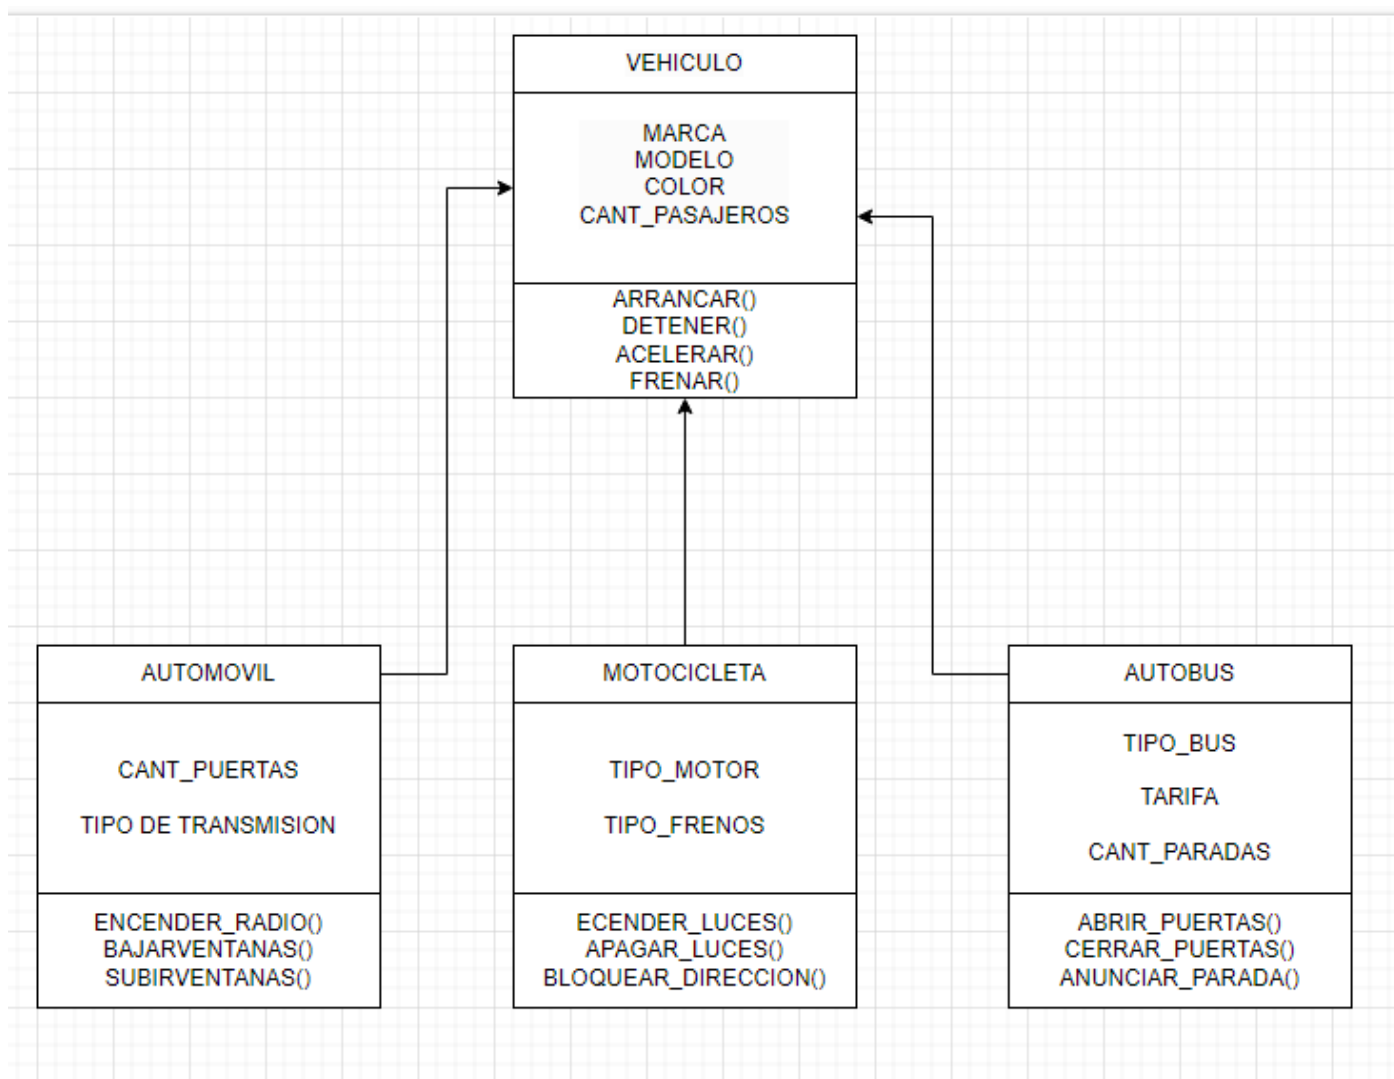 VEHICULO
MARCA
MODELO
COLOR
CANT_PASAJEROS
ARRANCAR()
DETENER()
ACELERAR()
FRENAR()
AUTOMOVIL
CANT_PUERTAS
TIPO DE TRANSMISION
ENCENDER_RADIO()
BAJARVENTANAS()
SUBIRVENTANAS()
MOTOCICLETA
TIPO_MOTOR
TIPO_FRENOS
ECENDER_LUCES()
APAGAR_LUCES()
BLOQUEAR_DIRECCION()
AUTOBUS
TIPO_BUS
TARIFA
CANT_PARADAS
ABRIR_PUERTAS()
CERRAR_PUERTAS()
ANUNCIAR_PARADA()